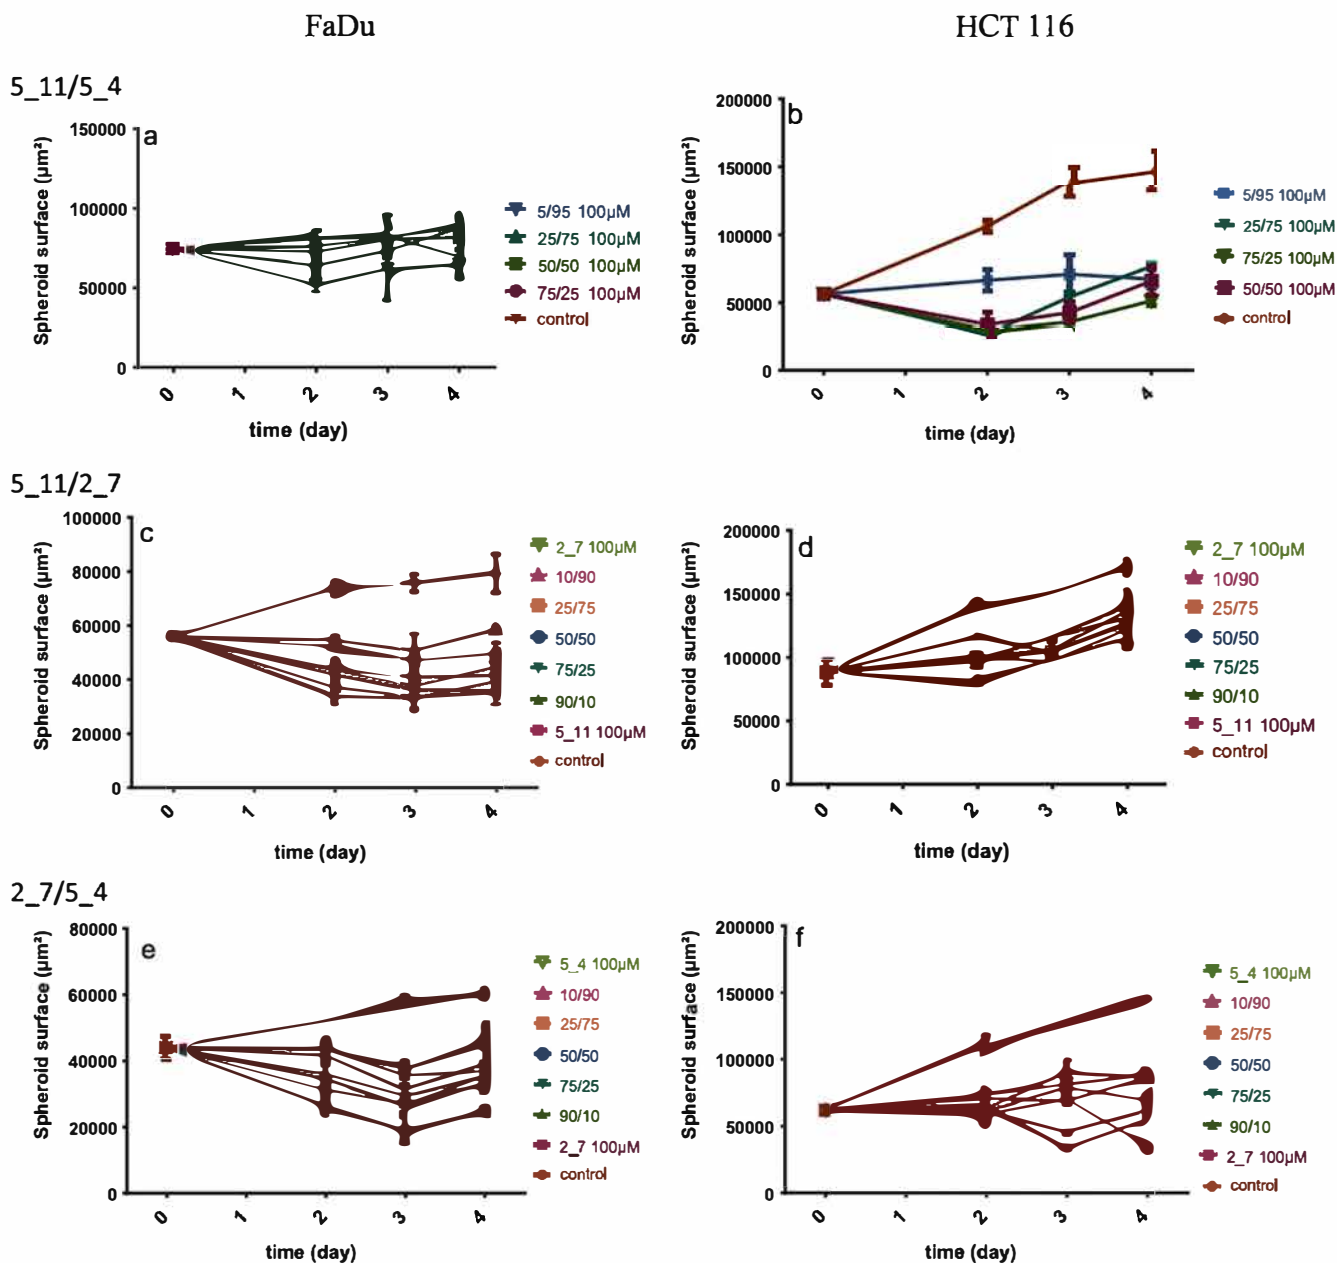 FaDu
HCT 116
5_11/5_4
a
Spheroid surface (µm²)
150000
100000
50000
0
0
1
2
3
4
time (day)
5/95 100µM
25/75 100µM
50/50 100µM
75/25 100µM
control
b
Spheroid surface (µm²)
200000
150000
100000
50000
0
0
1
2
3
4
time (day)
5/95 100µM
25/75 100µM
75/25 100µM
50/50 100µM
control
5_11/2_7
c
Spheroid surface (µm²)
100000
80000
60000
40000
20000
0
0
1
2
3
4
time (day)
2_7 100µM
10/90
25/75
50/50
75/25
90/10
5_11 100µM
control
d
Spheroid surface (µm²)
200000
150000
100000
50000
0
0
1
2
3
4
time (day)
2_7 100µM
10/90
25/75
50/50
75/25
90/10
5_11 100µM
control
2_7/5_4
e
Spheroid surface (µm²)
80000
60000
40000
20000
0
0
1
2
3
4
time (day)
5_4 100µM
10/90
25/75
50/50
75/25
90/10
2_7 100µM
control
f
Spheroid surface (µm²)
200000
150000
100000
50000
0
0
1
2
3
4
time (day)
5_4 100µM
10/90
25/75
50/50
75/25
90/10
2_7 100µM
control